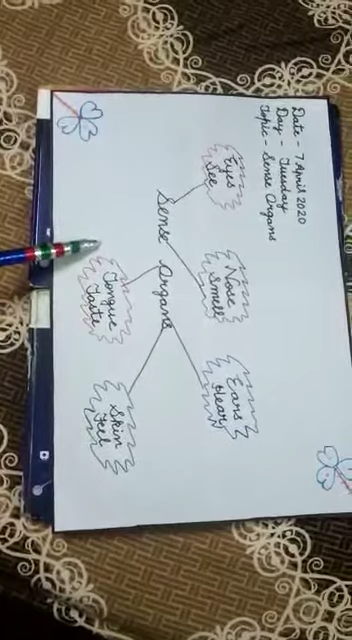 Date - 7 April 2020
Day - Tuesday
Topic - Sense Organs
Eyes
See
Nose
Smell
Ears
Hear
Sense Organs
Tongue
Taste
Skin
Feel